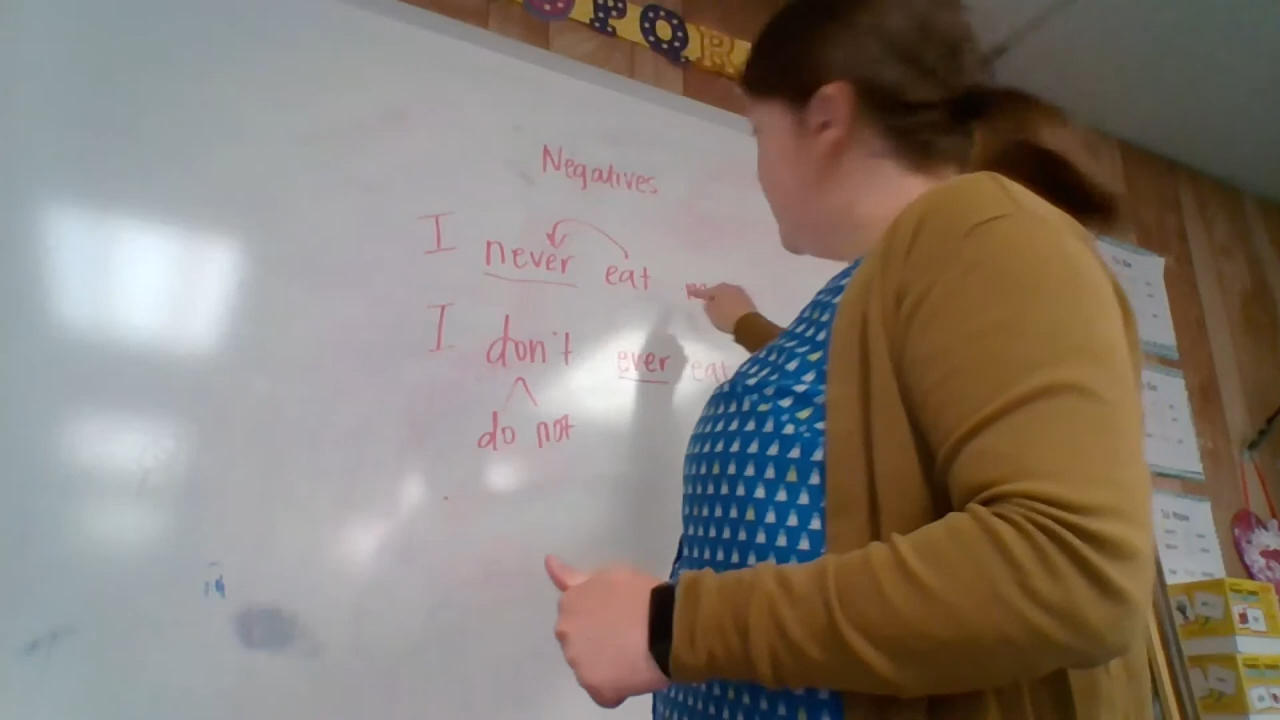 P Q R
Negatives
I never eat
I don't ever eat
do not